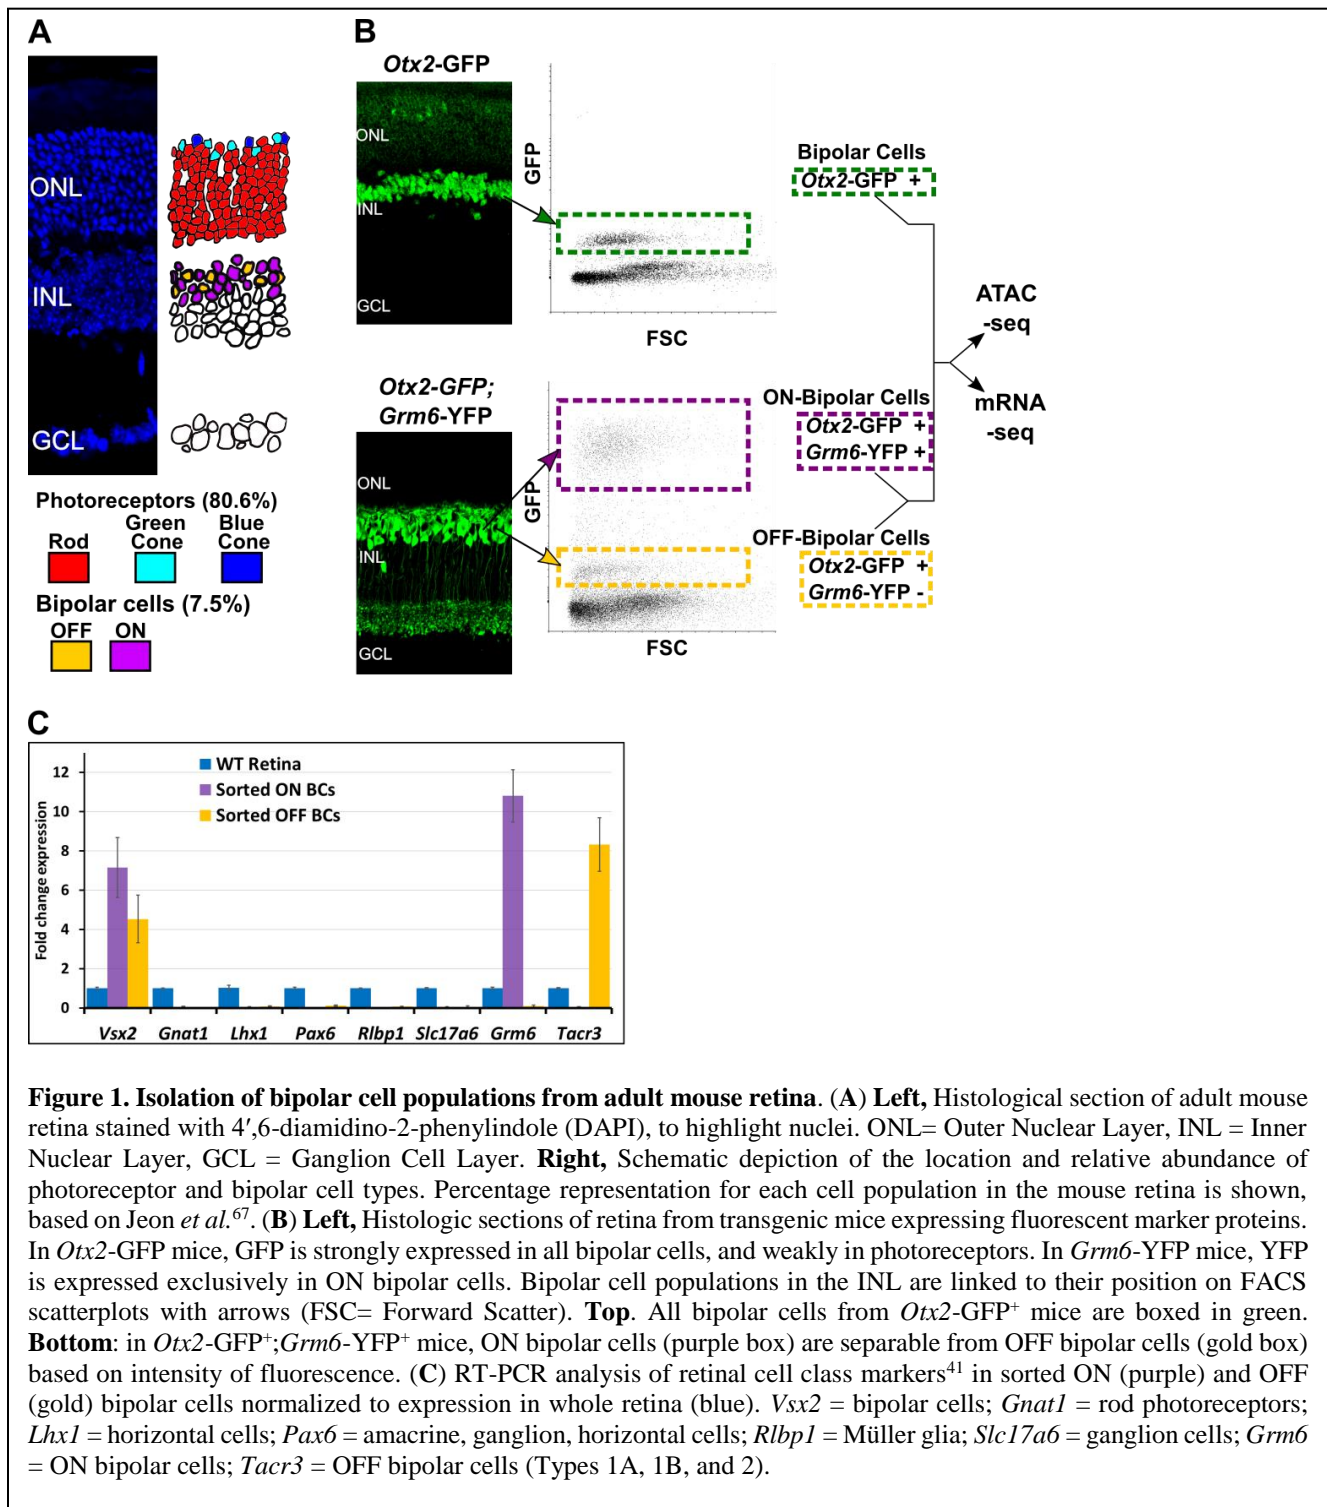 A
ONL
INL
GCL
Photoreceptors (80.6%)
Rod
Green
Cone
Blue
Cone
Bipolar cells (7.5%)
OFF
ON
B
Otx2-GFP
ONL
INL
GCL
GFP
FSC
Otx2-GFP;
Grm6-YFP
ONL
INL
GCL
GFP
FSC
Bipolar Cells
Otx2-GFP +
ON-Bipolar Cells
Otx2-GFP +
Grm6-YFP +
OFF-Bipolar Cells
Otx2-GFP +
Grm6-YFP -
ATAC
-seq
mRNA
-seq
C
WT Retina
Sorted ON BCs
Sorted OFF BCs
Fold change expression
12
10
8
6
4
2
0
Vsx2 Gnat1 Lhx1 Pax6 Rlbp1 Slc17a6 Grm6 Tacr3
Figure 1. Isolation of bipolar cell populations from adult mouse retina. (A) Left, Histological section of adult mouse
retina stained with 4′,6-diamidino-2-phenylindole (DAPI), to highlight nuclei. ONL= Outer Nuclear Layer, INL = Inner
Nuclear Layer, GCL = Ganglion Cell Layer. Right, Schematic depiction of the location and relative abundance of
photoreceptor and bipolar cell types. Percentage representation for each cell population in the mouse retina is shown,
based on Jeon et al.67. (B) Left, Histologic sections of retina from transgenic mice expressing fluorescent marker proteins.
In Otx2-GFP mice, GFP is strongly expressed in all bipolar cells, and weakly in photoreceptors. In Grm6-YFP mice, YFP
is expressed exclusively in ON bipolar cells. Bipolar cell populations in the INL are linked to their position on FACS
scatterplots with arrows (FSC= Forward Scatter). Top. All bipolar cells from Otx2-GFP+ mice are boxed in green.
Bottom: in Otx2-GFP+;Grm6-YFP+ mice, ON bipolar cells (purple box) are separable from OFF bipolar cells (gold box)
based on intensity of fluorescence. (C) RT-PCR analysis of retinal cell class markers41 in sorted ON (purple) and OFF
(gold) bipolar cells normalized to expression in whole retina (blue). Vsx2 = bipolar cells; Gnat1 = rod photoreceptors;
Lhx1 = horizontal cells; Pax6 = amacrine, ganglion, horizontal cells; Rlbp1 = Müller glia; Slc17a6 = ganglion cells; Grm6
= ON bipolar cells; Tacr3 = OFF bipolar cells (Types 1A, 1B, and 2).